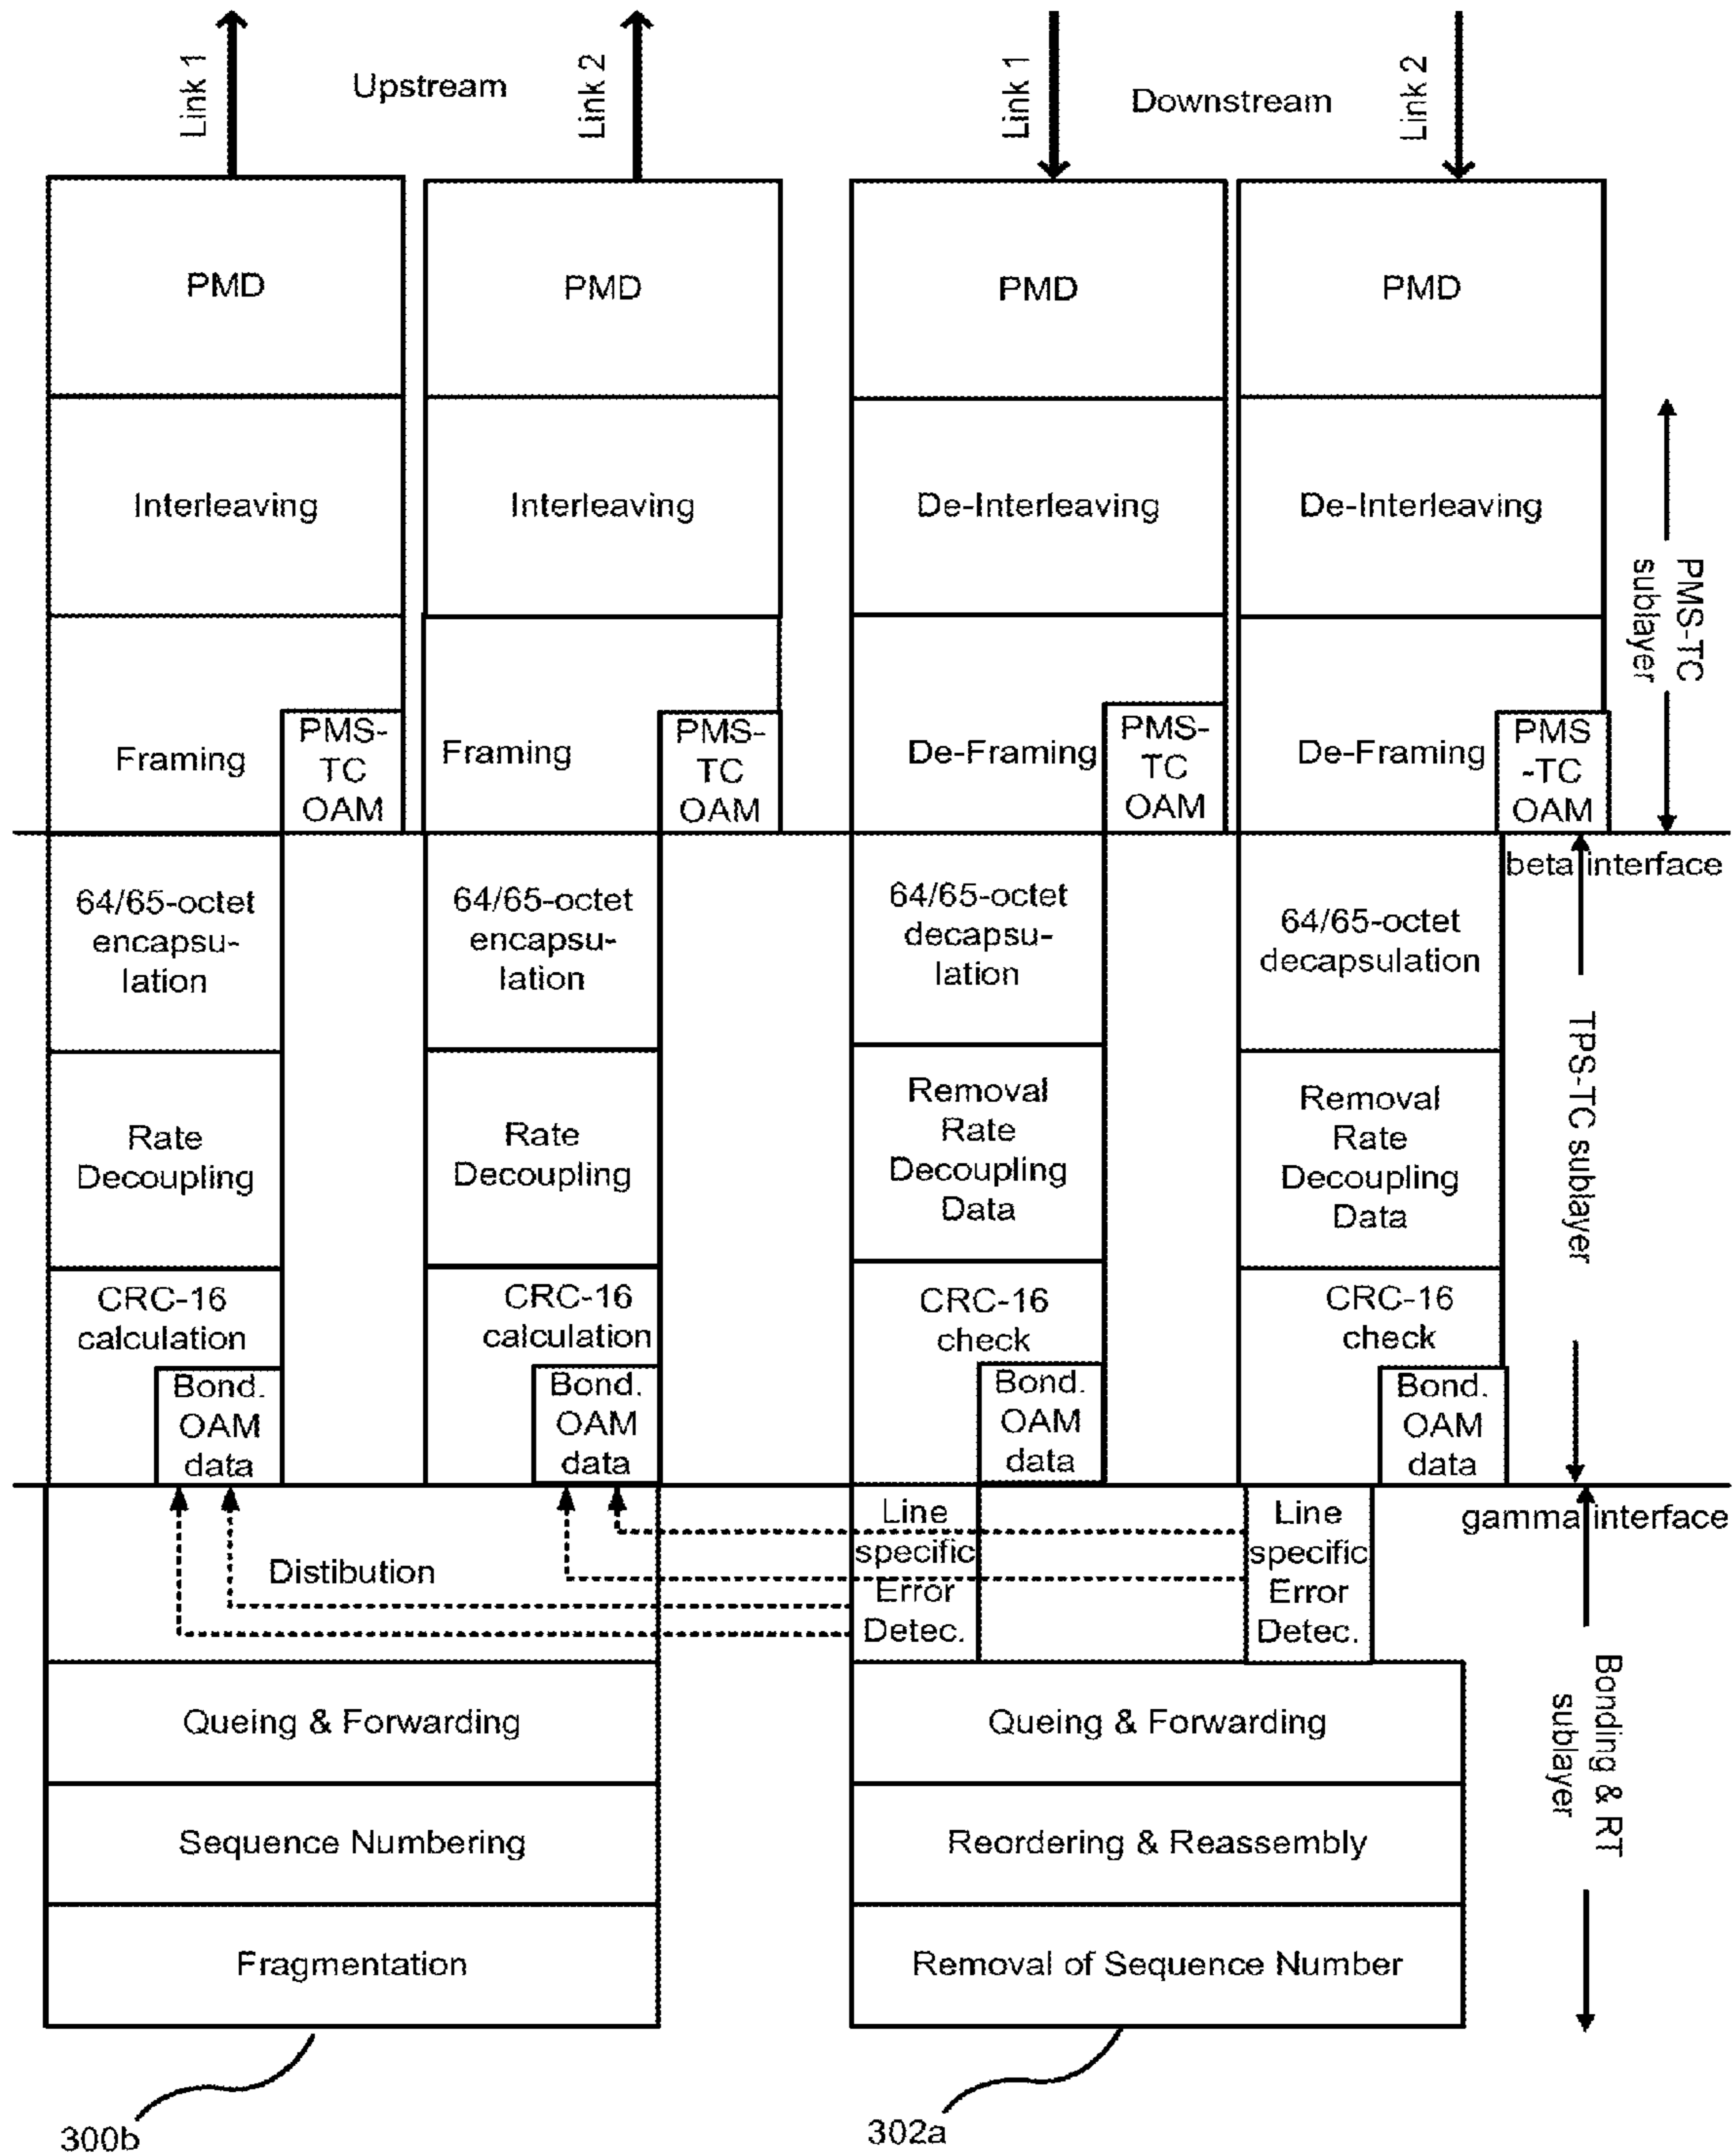 Link 1
Upstream
Link 2
Link 1
Downstream
Link 2
PMD
PMD
PMD
PMD
Interleaving
Interleaving
De-Interleaving
De-Interleaving
PMS-TC
sublayer
Framing
PMS-
TC
OAM
Framing
PMS-
TC
OAM
De-Framing
PMS-
TC
OAM
De-Framing
PMS
-TC
OAM
beta interface
64/65-octet
encapsu-
lation
64/65-octet
encapsu-
lation
64/65-octet
decapsu-
lation
64/65-octet
decapsulation
TPS-TC sublayer
Rate
Decoupling
Rate
Decoupling
Removal
Rate
Decoupling
Data
Removal
Rate
Decoupling
Data
CRC-16
calculation
CRC-16
calculation
CRC-16
check
CRC-16
check
Bond.
OAM
data
Bond.
OAM
data
Bond.
OAM
data
Bond.
OAM
data
gamma interface
Distibution
Line
specific
Error
Detec.
Line
specific
Error
Detec.
Bonding & RT
sublayer
Queing & Forwarding
Queing & Forwarding
Sequence Numbering
Reordering & Reassembly
Fragmentation
Removal of Sequence Number
300b
302a